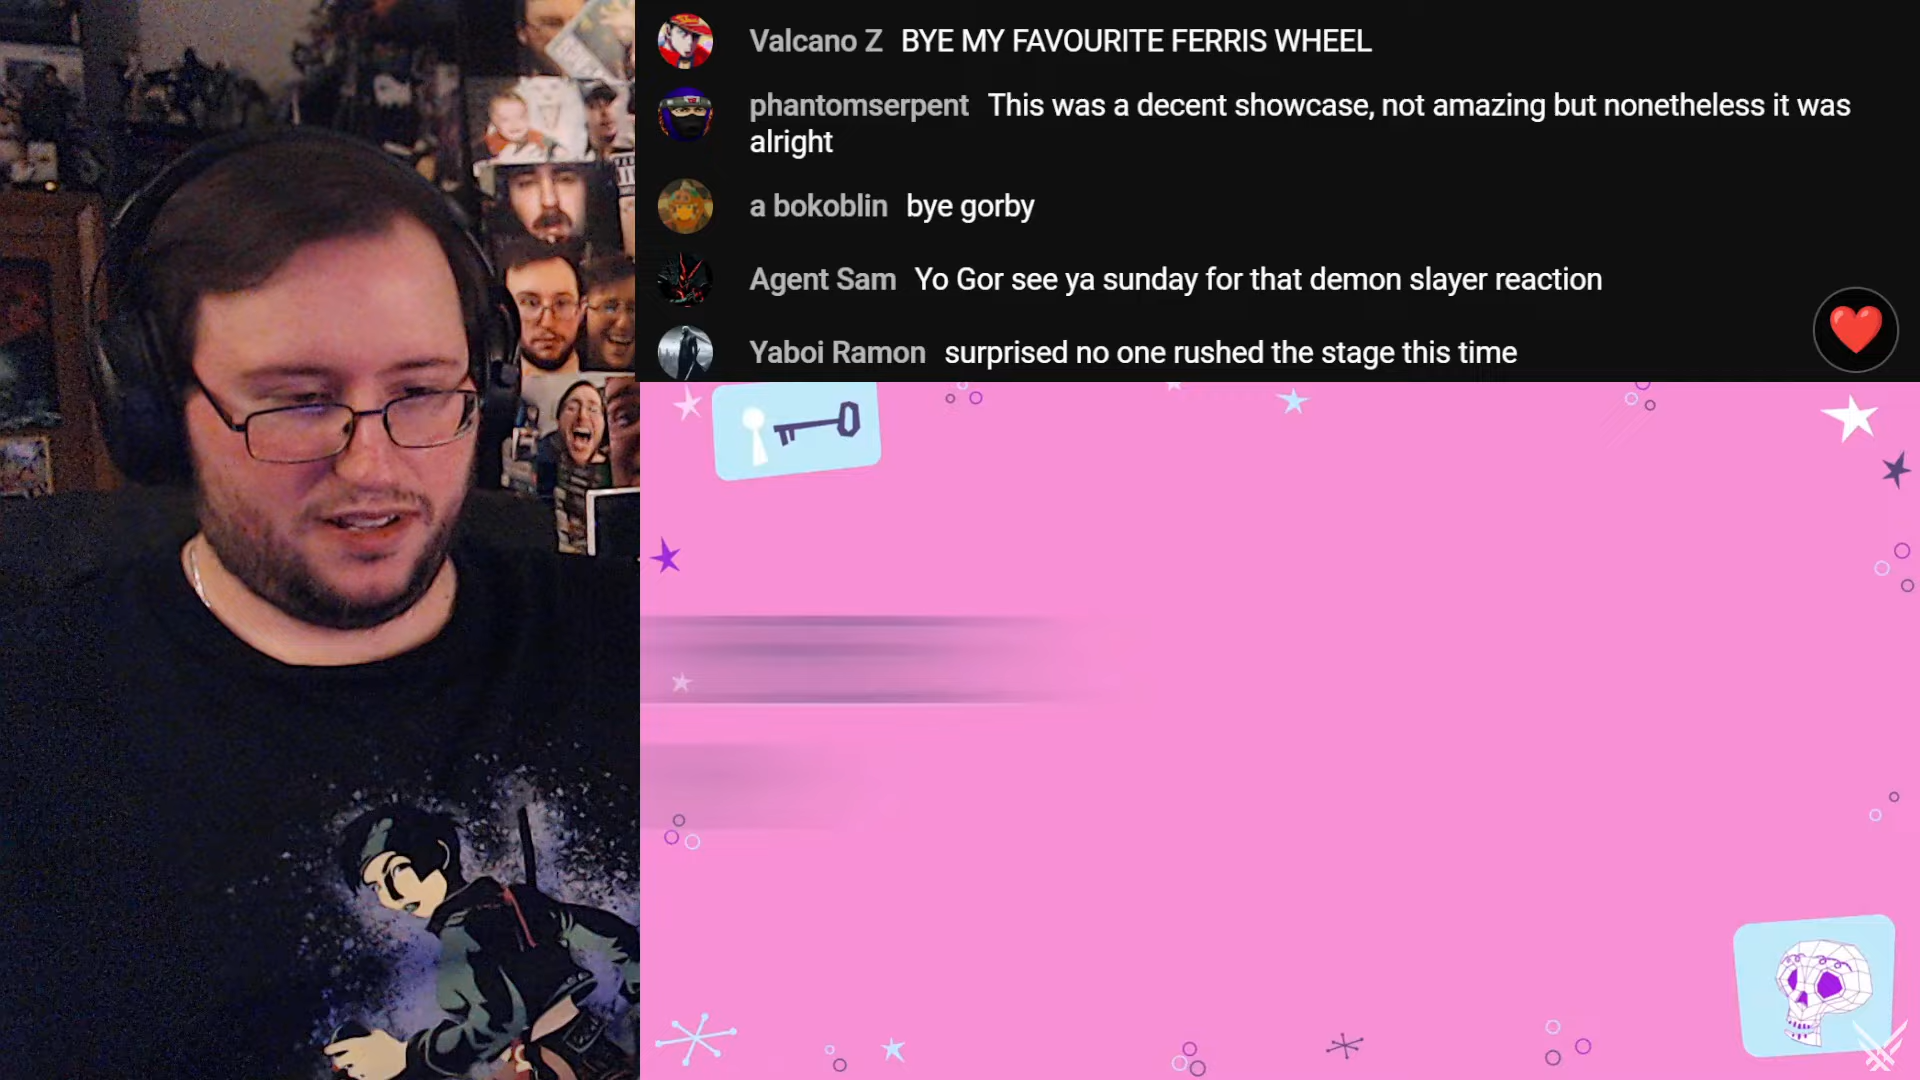 Valcano Z BYE MY FAVOURITE FERRIS WHEEL
phantomserpent This was a decent showcase, not amazing but nonetheless it was
alright
a bokoblin bye gorby
Agent Sam Yo Gor see ya sunday for that demon slayer reaction
Yaboi Ramon surprised no one rushed the stage this time